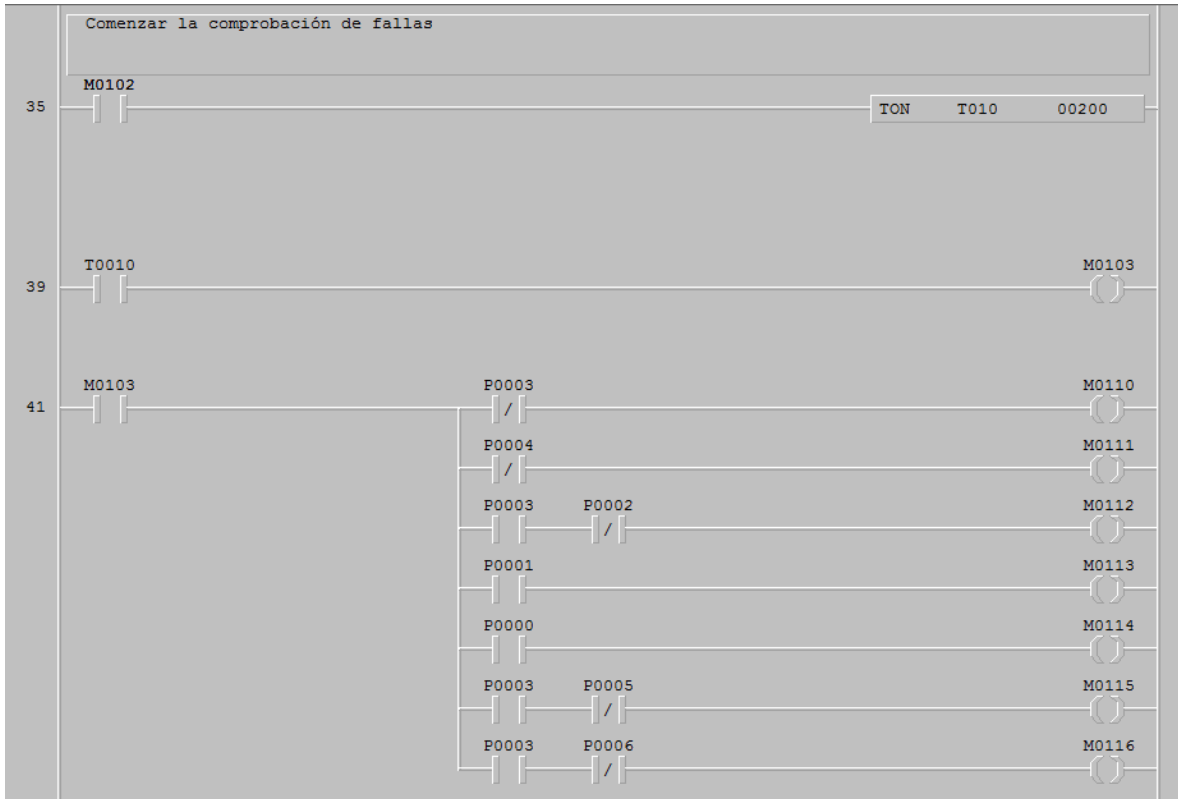 Comenzar la comprobación de fallas
M0102
35 TON T010 00200
T0010 M0103
39
M0103 P0003 M0110
41 /
P0004 M0111
/
P0003 P0002 M0112
/
P0001 M0113
P0000 M0114
P0003 P0005 M0115
/
P0003 P0006 M0116
/